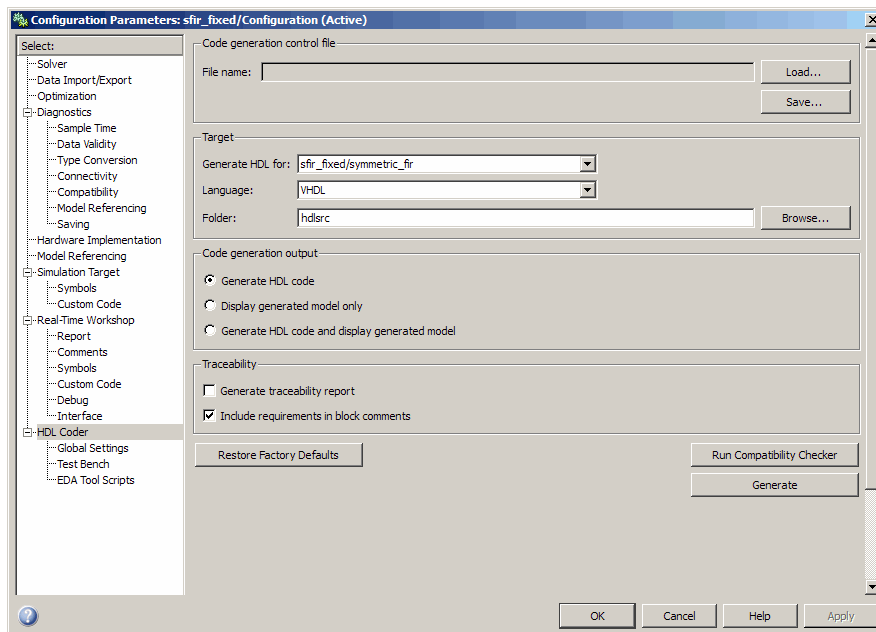 Configuration Parameters: sfir_fixed/Configuration (Active)
Select:
Solver
Data Import/Export
Optimization
Diagnostics
Sample Time
Data Validity
Type Conversion
Connectivity
Compatibility
Model Referencing
Saving
Hardware Implementation
Model Referencing
Simulation Target
Symbols
Custom Code
Real-Time Workshop
Report
Comments
Symbols
Custom Code
Debug
Interface
HDL Coder
Global Settings
Test Bench
EDA Tool Scripts
Code generation control file
File name:
Load...
Save...
Target
Generate HDL for: sfir_fixed/symmetric_fir
Language: VHDL
Folder: hdlsrc Browse...
Code generation output
Generate HDL code
Display generated model only
Generate HDL code and display generated model
Traceability
Generate traceability report
Include requirements in block comments
Restore Factory Defaults Run Compatibility Checker
Generate
? OK Cancel Help Apply